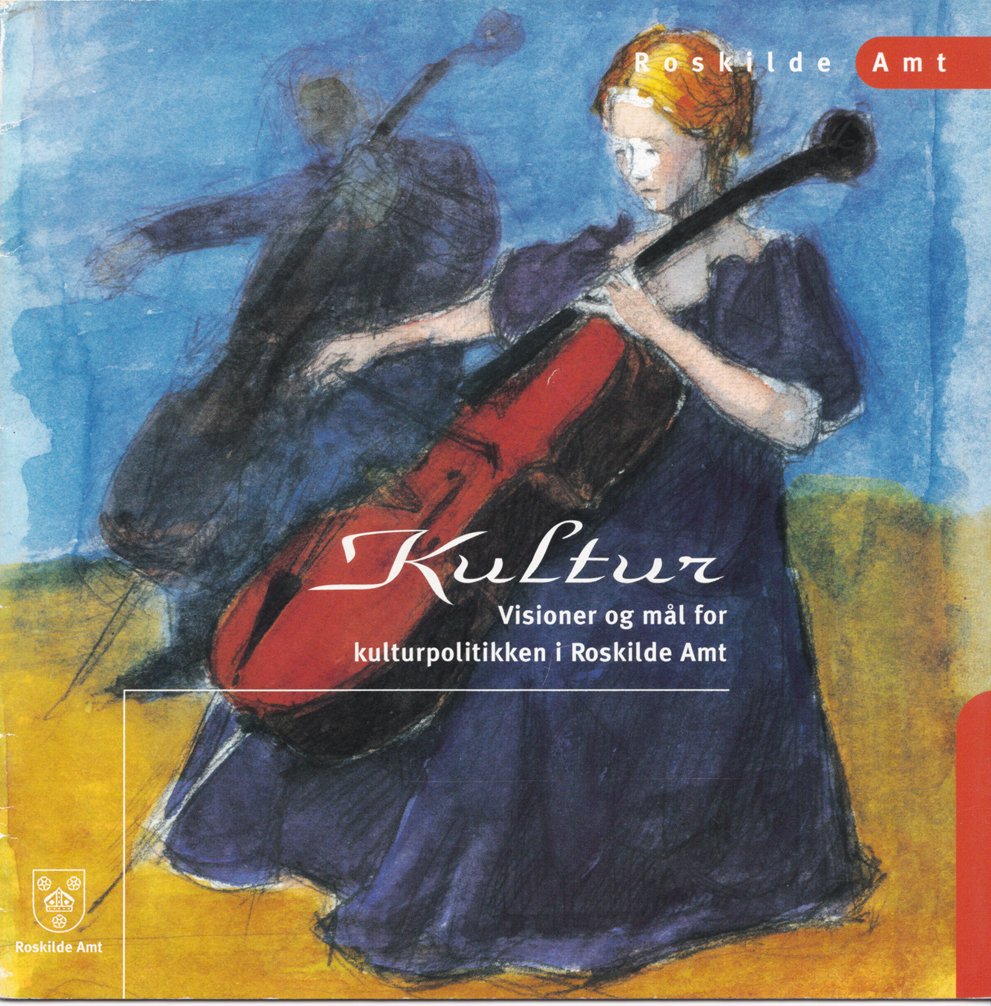 Roskilde Amt
Kultur
Visioner og mål for
kulturpolitikken i Roskilde Amt
Roskilde Amt